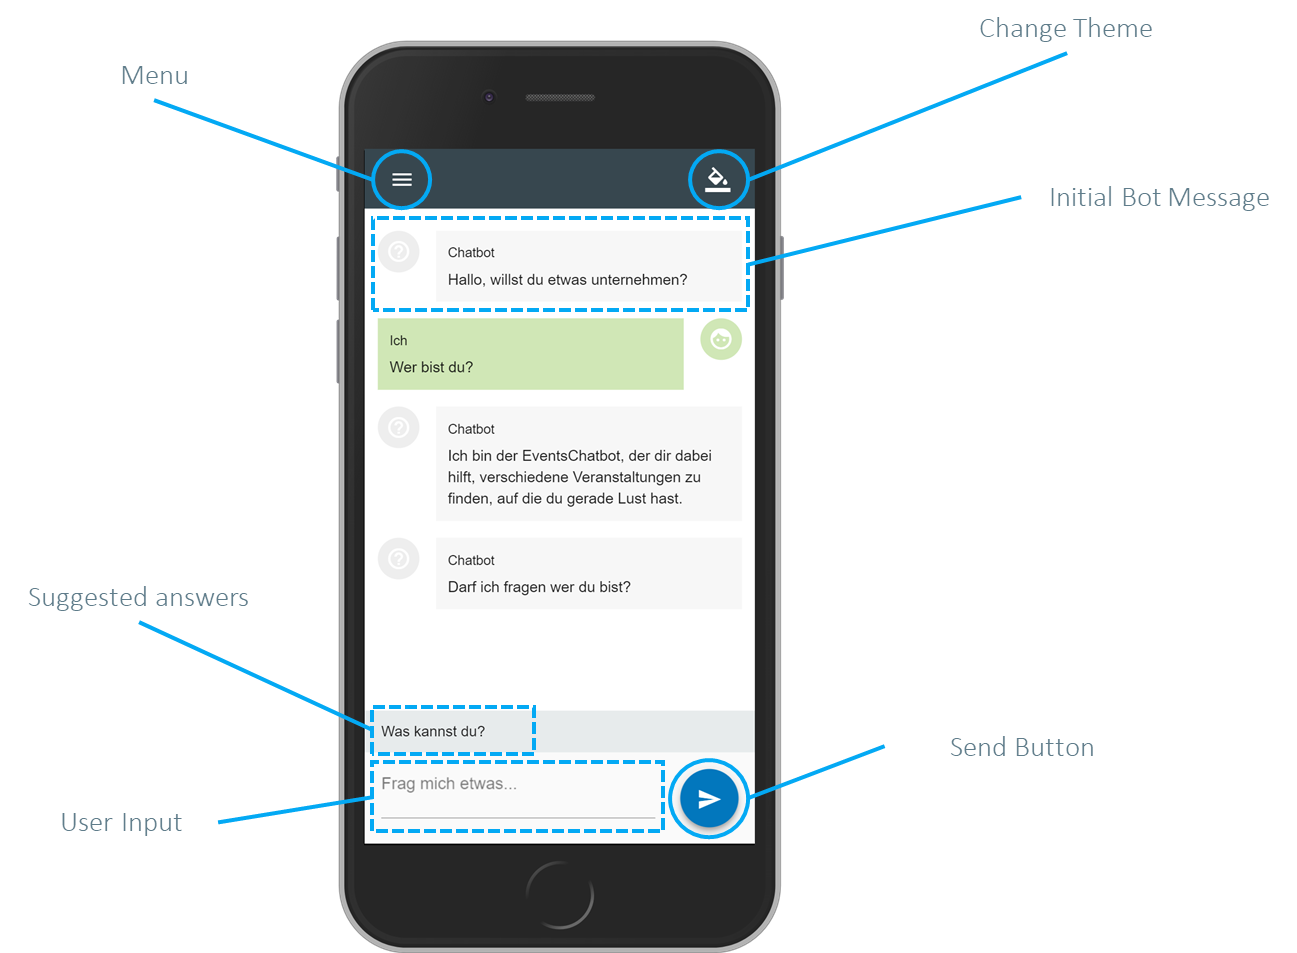 Change Theme
Menu
Initial Bot Message
Chatbot
Hallo, willst du etwas unternehmen?
Ich
Wer bist du?
Chatbot
Ich bin der EventsChatbot, der dir dabei
hilft, verschiedene Veranstaltungen zu
finden, auf die du gerade Lust hast.
Chatbot
Darf ich fragen wer du bist?
Suggested answers
Was kannst du?
Send Button
Frag mich etwas...
User Input